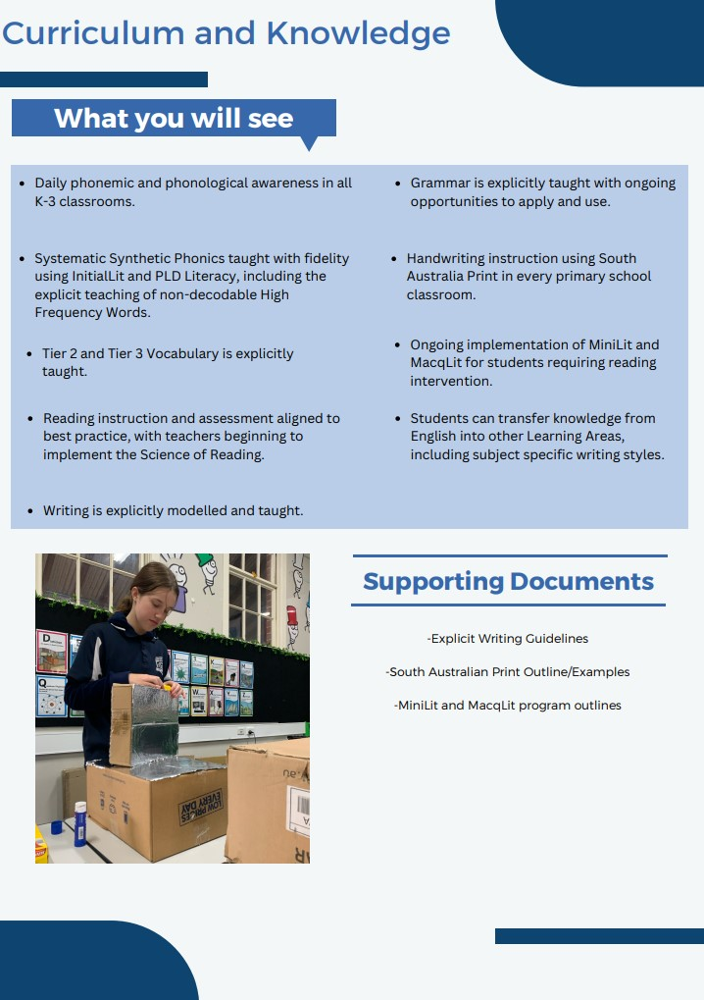 Curriculum and Knowledge
What you will see
• Daily phonemic and phonological awareness in all
K-3 classrooms.
• Systematic Synthetic Phonics taught with fidelity
using InitialLit and PLD Literacy, including the
explicit teaching of non-decodable High
Frequency Words.
• Tier 2 and Tier 3 Vocabulary is explicitly
taught.
• Reading instruction and assessment aligned to
best practice, with teachers beginning to
implement the Science of Reading.
• Writing is explicitly modelled and taught.
• Grammar is explicitly taught with ongoing
opportunities to apply and use.
• Handwriting instruction using South
Australia Print in every primary school
classroom.
• Ongoing implementation of MiniLit and
MacqLit for students requiring reading
intervention.
• Students can transfer knowledge from
English into other Learning Areas,
including subject specific writing styles.
Supporting Documents
-Explicit Writing Guidelines
-South Australian Print Outline/Examples
-MiniLit and MacqLit program outlines
D
Q
T
W
X
Y
Z
LOW PRICES
EVERY DAY
.au